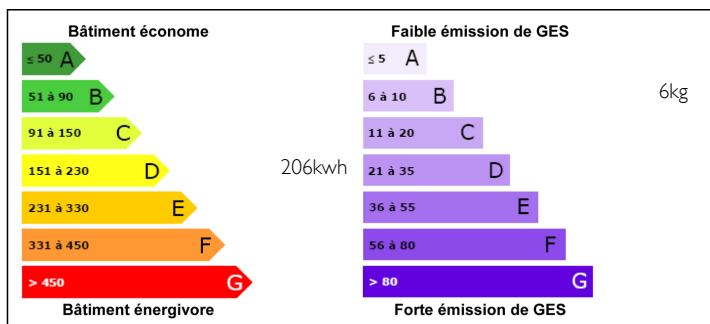 Bâtiment économe
≤ 50 A
51 à 90 B
91 à 150 C
151 à 230 D
206kwh
231 à 330 E
331 à 450 F
> 450 G
Bâtiment énergivore
Faible émission de GES
≤ 5 A
6 à 10 B
6kg
11 à 20 C
21 à 35 D
36 à 55 E
56 à 80 F
> 80 G
Forte émission de GES